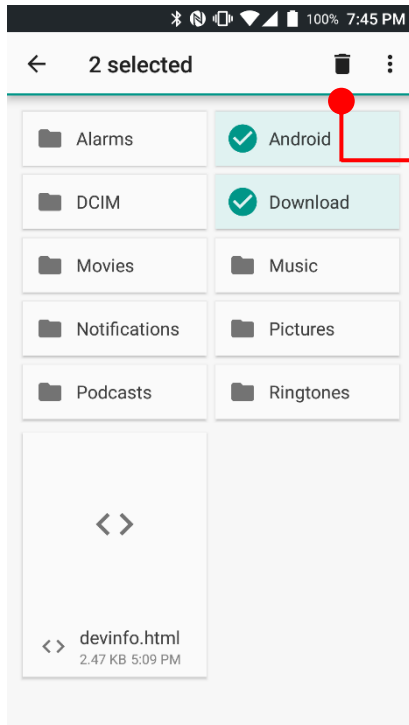 100% 7:45 PM
2 selected
Alarms
Android
DCIM
Download
Movies
Music
Notifications
Pictures
Podcasts
Ringtones
devinfo.html
2.47 KB 5:09 PM